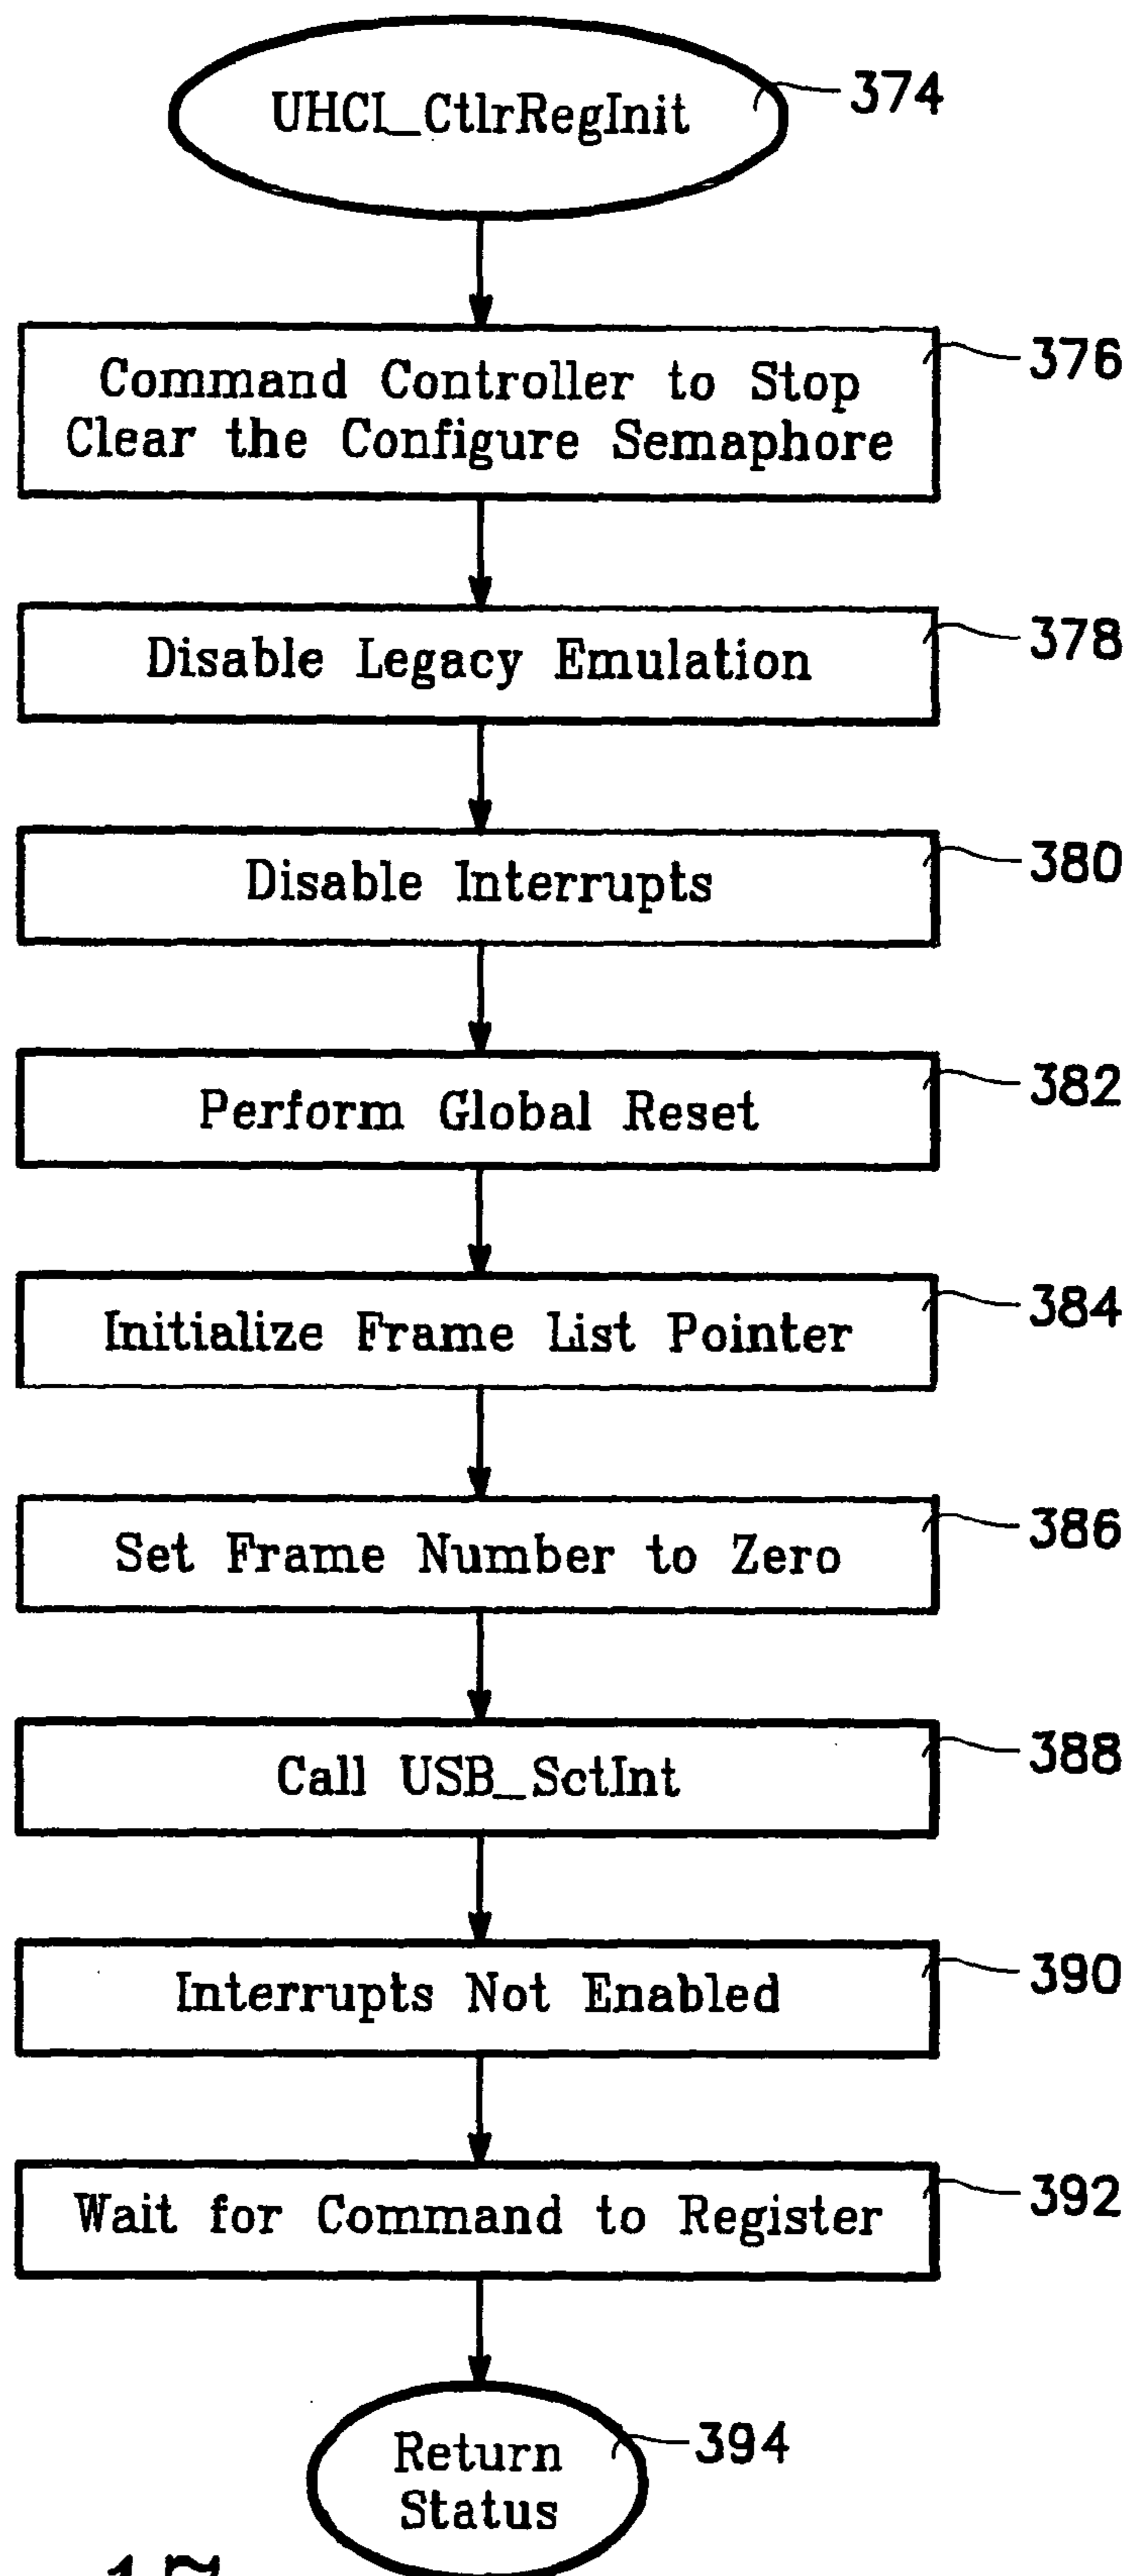 UHCI_CtlrRegInit
374
Command Controller to Stop
Clear the Configure Semaphore
376
Disable Legacy Emulation
378
Disable Interrupts
380
Perform Global Reset
382
Initialize Frame List Pointer
384
Set Frame Number to Zero
386
Call USB_SctInt
388
Interrupts Not Enabled
390
Wait for Command to Register
392
Return
Status
394